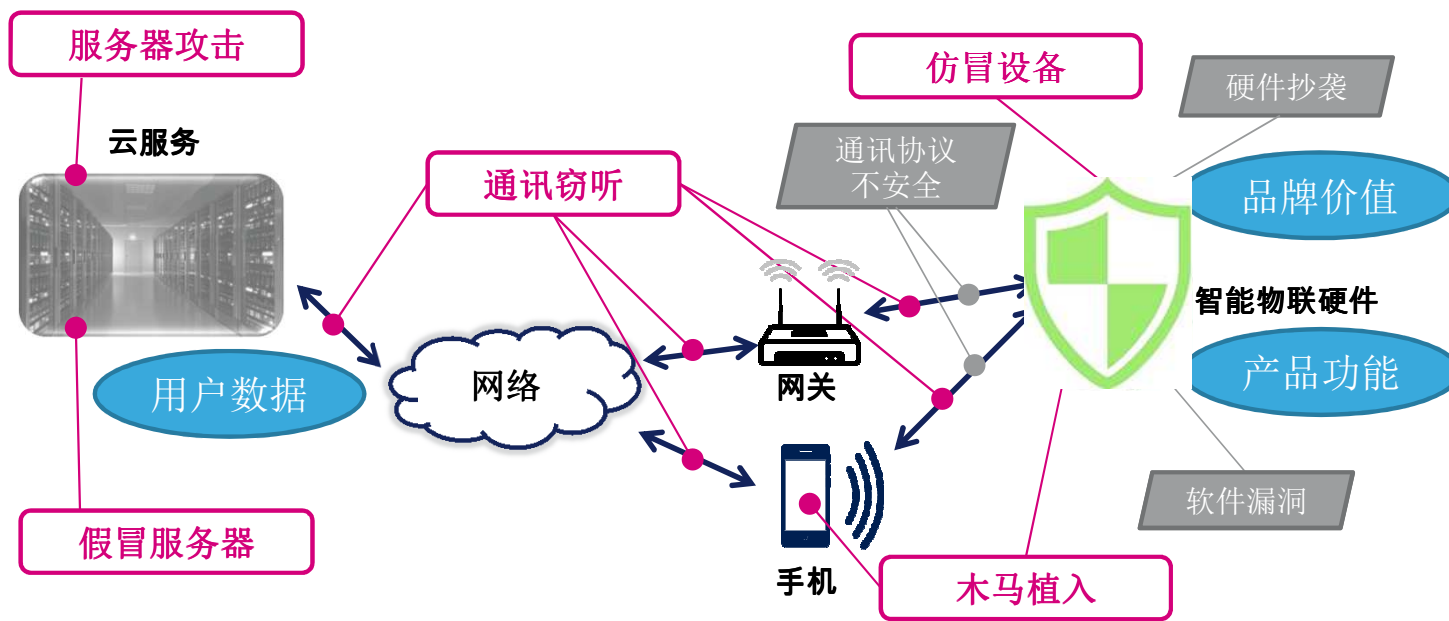 服务器攻击
仿冒设备
硬件抄袭
云服务
通讯协议
不安全
通讯窃听
品牌价值
智能物联硬件
用户数据
网络
网关
产品功能
软件漏洞
假冒服务器
手机
木马植入